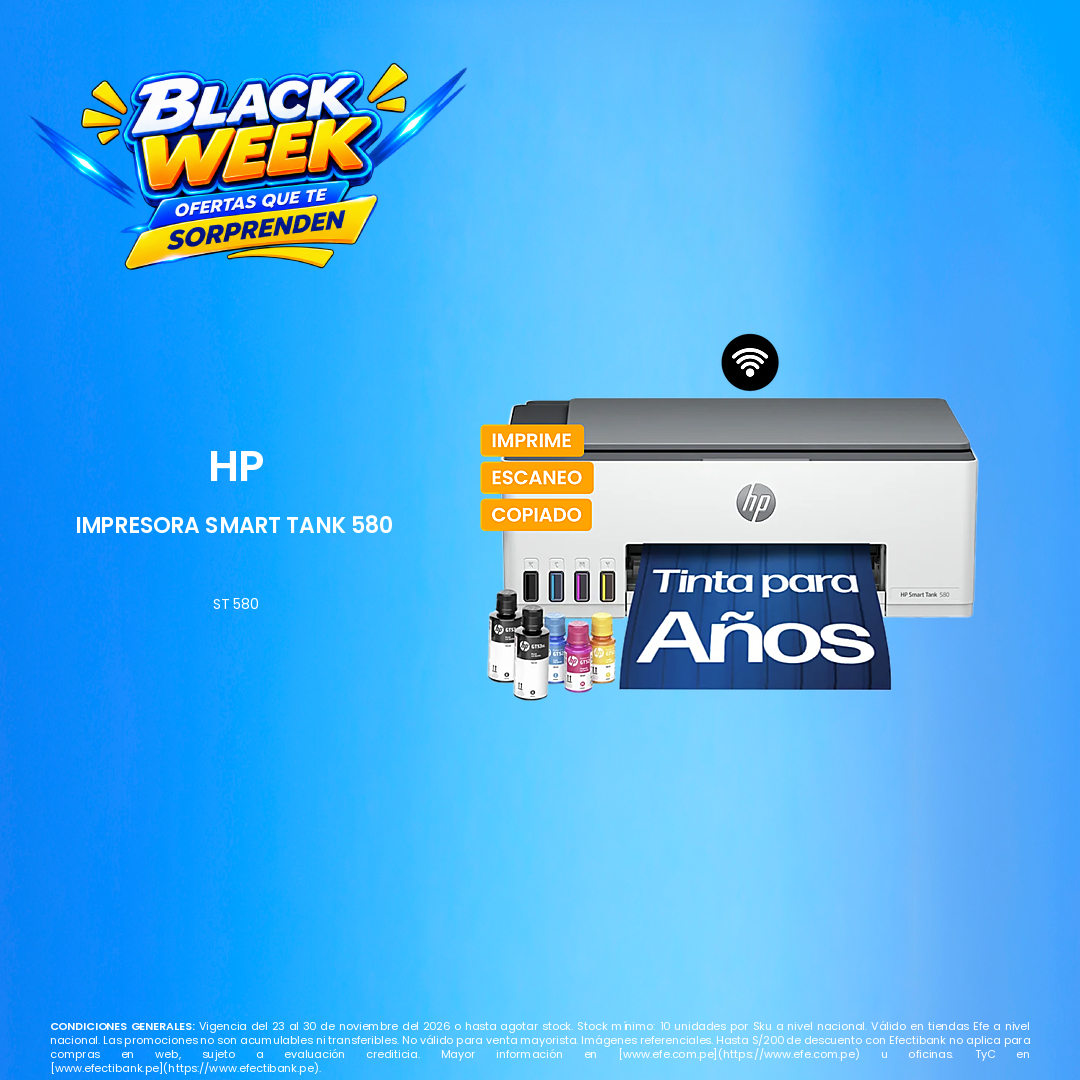 BLACK
WEEK
OFERTAS QUE TE
SORPRENDEN
HP
IMPRESORA SMART TANK 580
ST 580
IMPRIME
ESCANEO
COPIADO
hp
HP Smart Tank 580
Tinta para
Años
CONDICIONES GENERALES: Vigencia del 23 al 30 de noviembre del 2026 o hasta agotar stock. Stock mínimo: 10 unidades por Sku a nivel nacional. Válido en tiendas Efe a nivel
nacional. Las promociones no son acumulables ni transferibles. No válido para venta mayorista. Imágenes referenciales. Hasta S/200 de descuento con Efectibank no aplica para
compras en web, sujeto a evaluación crediticia. Mayor información en [www.efe.com.pe](https://www.efe.com.pe) u oficinas. TyC en
[www.efectibank.pe](https://www.efectibank.pe).